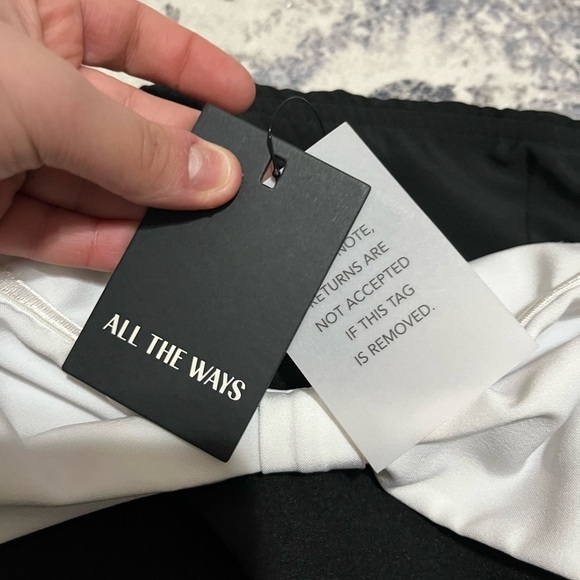 ALL THE WAYS
NOTE,
RETURNS ARE
NOT ACCEPTED
IF THIS TAG
IS REMOVED.